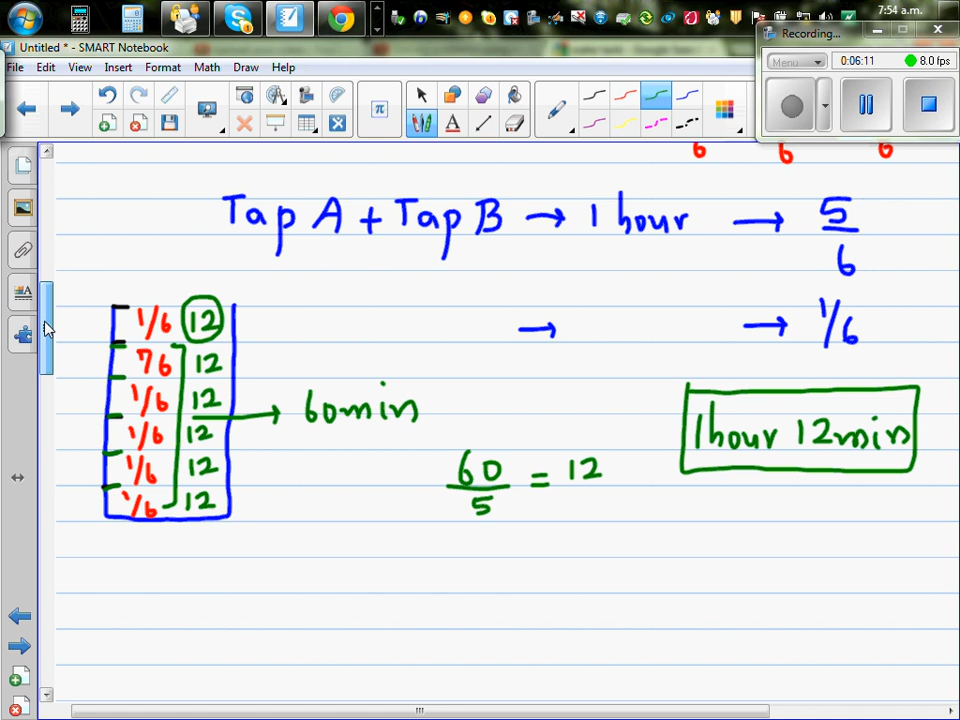 7:54 a.m.
Untitled * - SMART Notebook
Recording...
File Edit View Insert Format Math Draw Help
Menu 0:06:11 8.0 fps
π A
6 6 6
Tap A + Tap B → 1 hour → 5/6
1/6 12
→ → 1/6
76 12
1/6 12 → 60min
1/6 12
1hour 12min
1/6 12
60/5 = 12
1/6 12